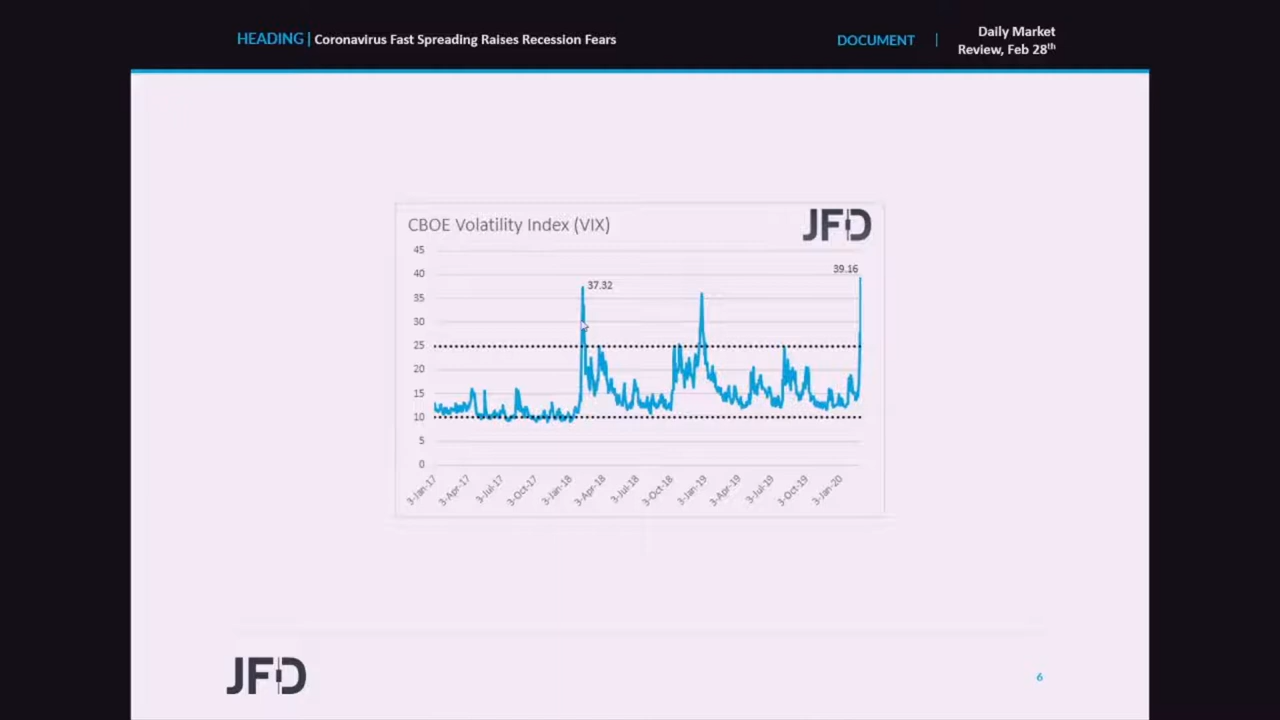 HEADING | Coronavirus Fast Spreading Raises Recession Fears
DOCUMENT | Daily Market
Review, Feb 28th
CBOE Volatility Index (VIX)
JFD
45
40
35
30
25
20
15
10
5
0
37.32
39.16
3-Jan-17
3-Apr-17
3-Jul-17
3-Oct-17
3-Jan-18
3-Apr-18
3-Jul-18
3-Oct-18
3-Jan-19
3-Apr-19
3-Jul-19
3-Oct-19
3-Jan-20
JFD
6